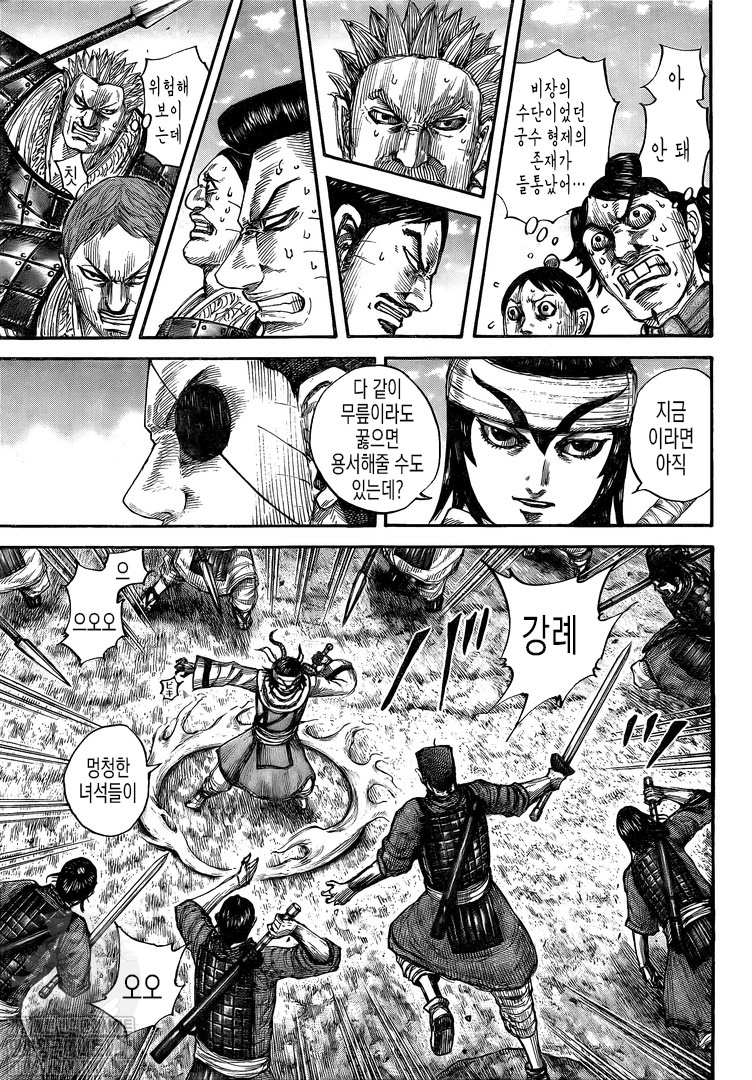 아
안 돼
비장의
수단이었던
궁수 형제의
존재가
들통났어…
위험해
보이
는데
칫
지금
이라면
아직
다 같이
무릎이라도
꿇으면
용서해줄 수도
있는데?
강례
으
으오오
멍청한
녀석들이
오오